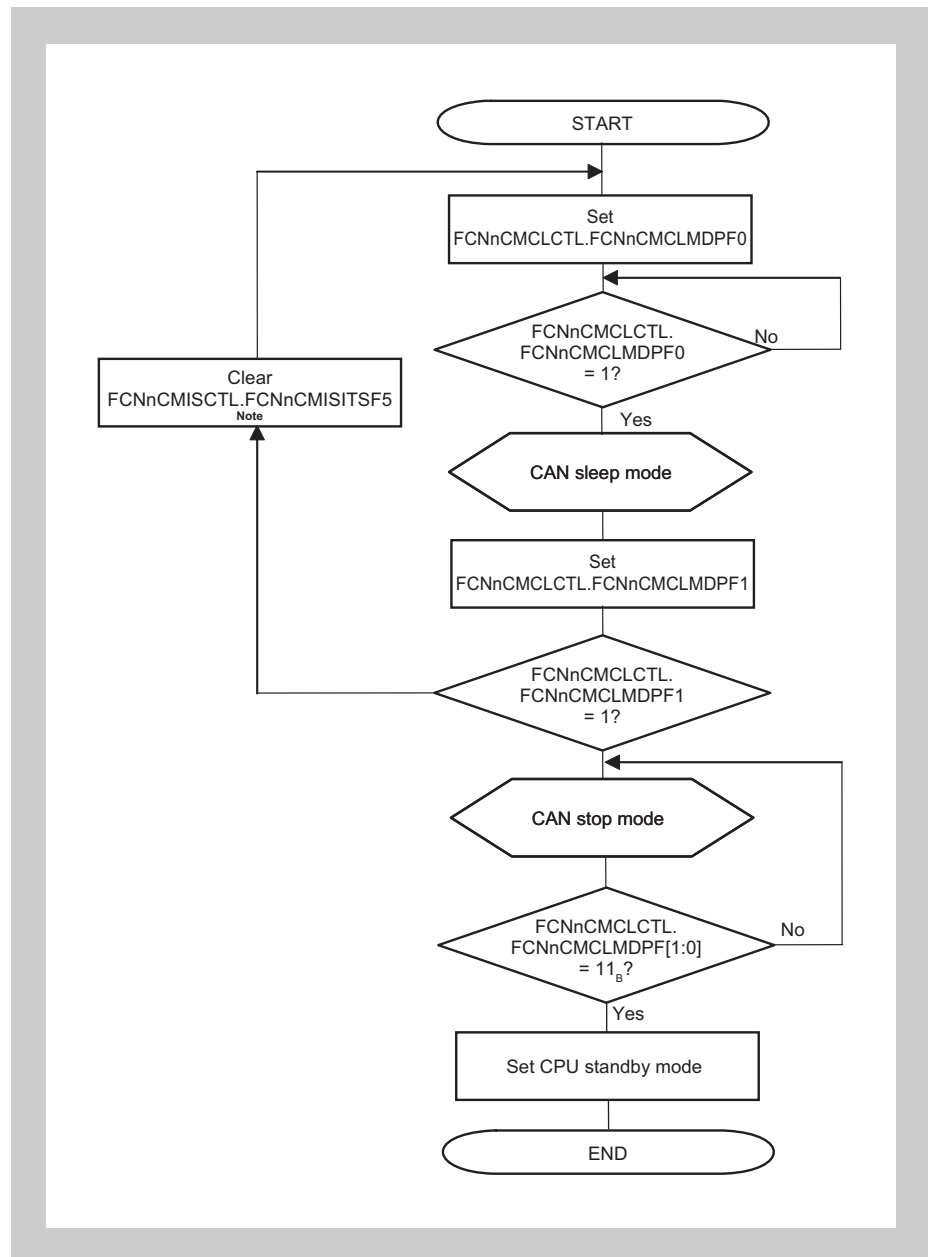 START
Set
FCNnCMCLCTL.FCNnCMCLMDPF0
FCNnCMCLCTL.
FCNnCMCLMDPF0
= 1?
No
Clear
FCNnCMISCTL.FCNnCMISITSF5
Note
Yes
CAN sleep mode
Set
FCNnCMCLCTL.FCNnCMCLMDPF1
FCNnCMCLCTL.
FCNnCMCLMDPF1
= 1?
CAN stop mode
FCNnCMCLCTL.
FCNnCMCLMDPF[1:0]
= 11B?
No
Yes
Set CPU standby mode
END